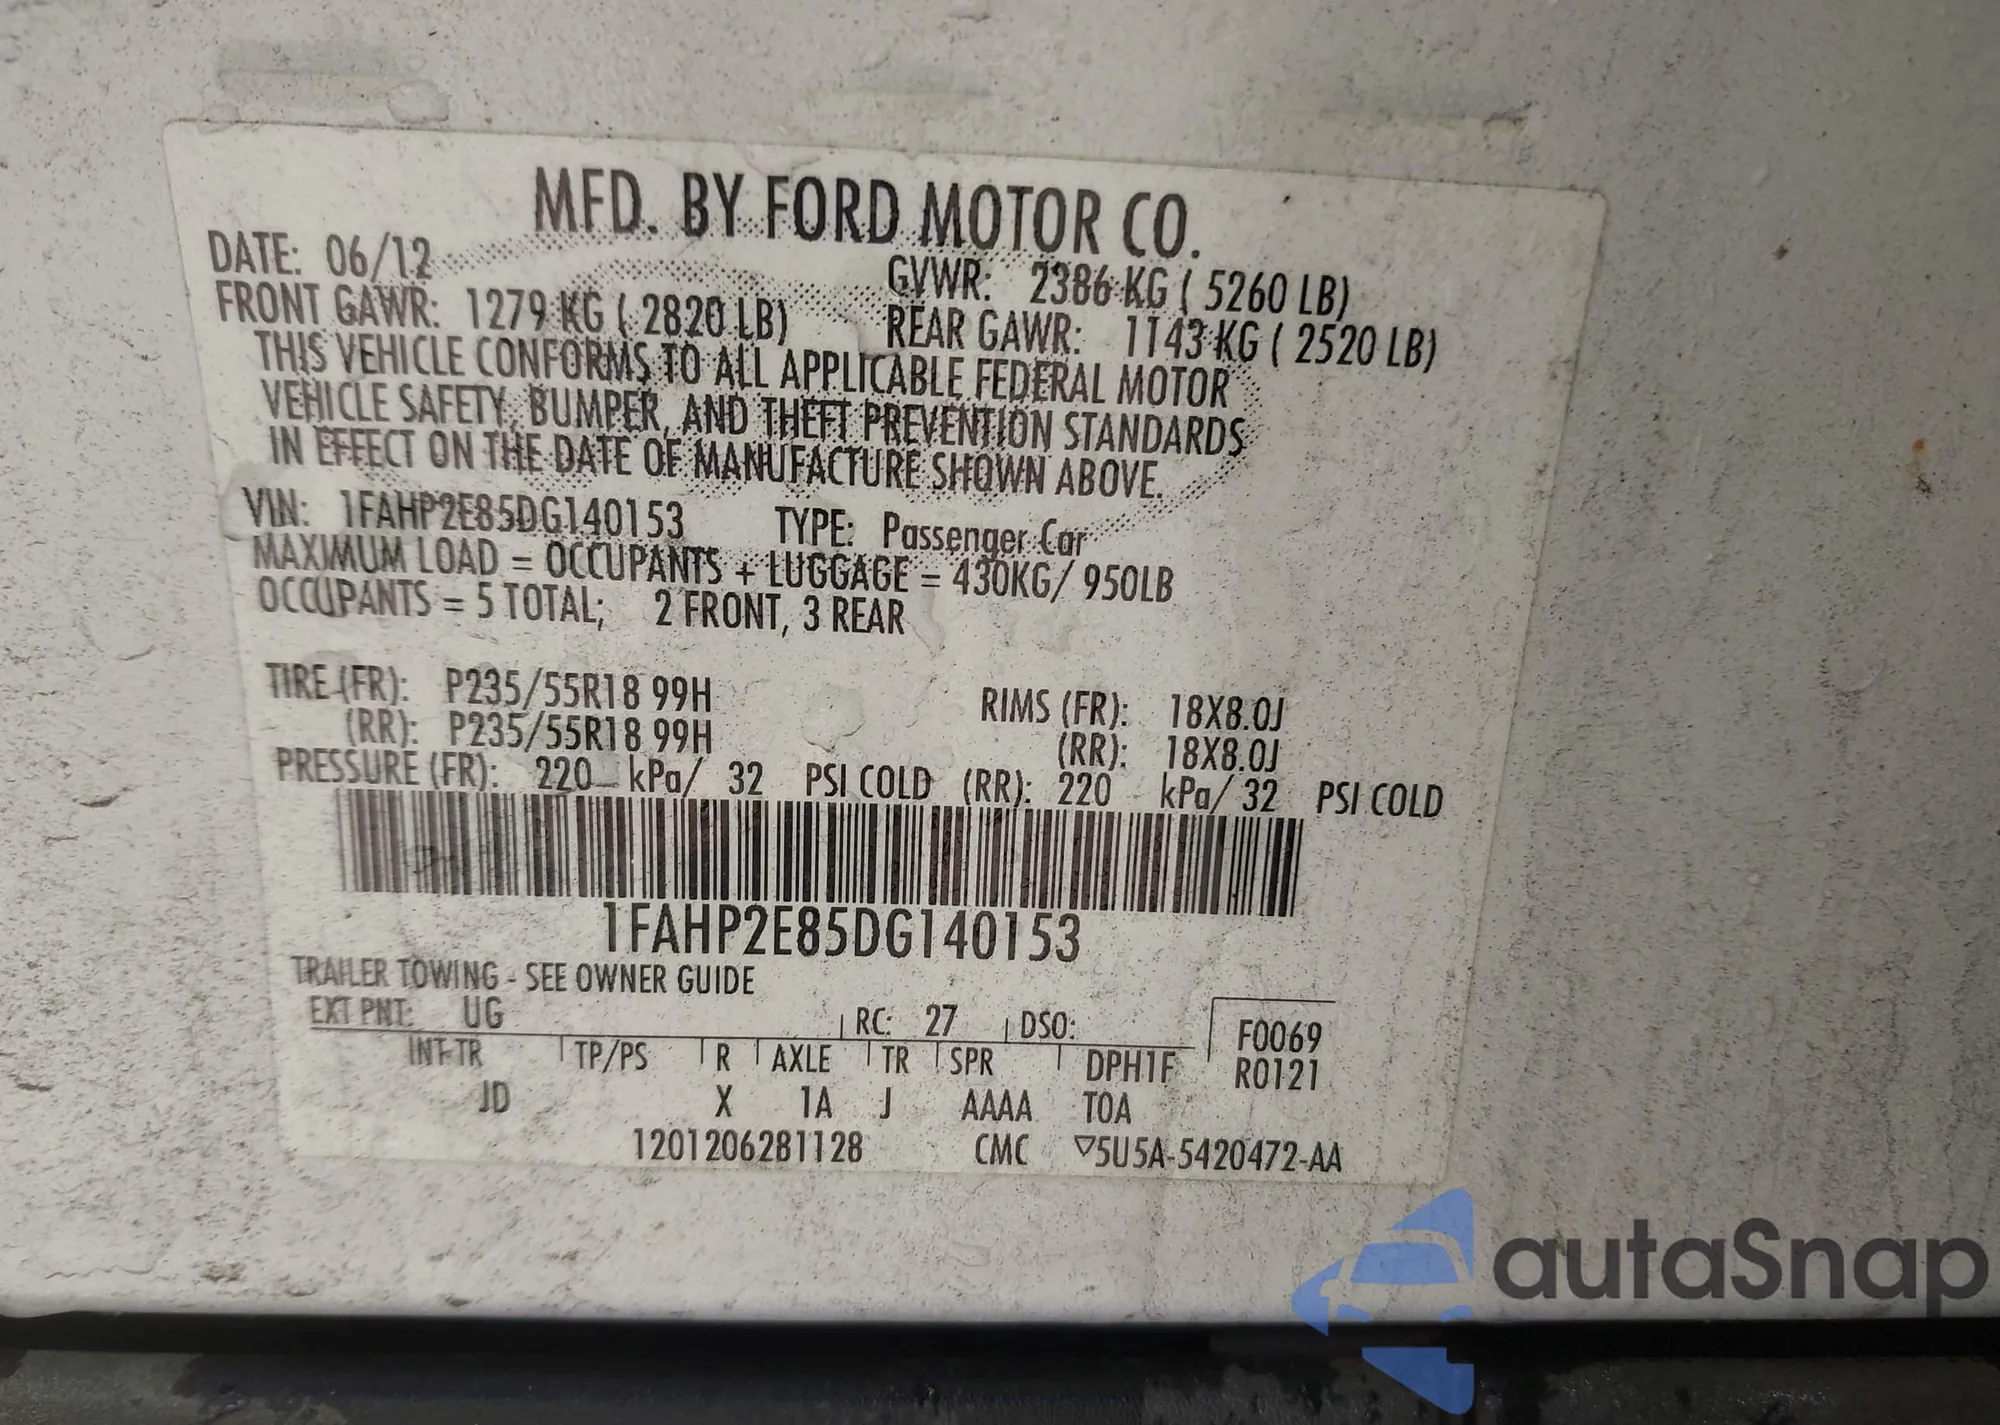 MFD. BY FORD MOTOR CO.
DATE: 06/12 GVWR: 2386 KG ( 5260 LB)
FRONT GAWR: 1279 KG ( 2820 LB) REAR GAWR: 1143 KG ( 2520 LB)
THIS VEHICLE CONFORMS TO ALL APPLICABLE FEDERAL MOTOR
VEHICLE SAFETY, BUMPER, AND THEFT PREVENTION STANDARDS
IN EFFECT ON THE DATE OF MANUFACTURE SHOWN ABOVE.
VIN: 1FAHP2E85DG140153 TYPE: Passenger Car
MAXIMUM LOAD = OCCUPANTS + LUGGAGE = 430KG/ 950LB
OCCUPANTS = 5 TOTAL; 2 FRONT, 3 REAR
TIRE (FR): P235/55R18 99H RIMS (FR): 18X8.0J
(RR): P235/55R18 99H (RR): 18X8.0J
PRESSURE (FR): 220 kPa/ 32 PSI COLD (RR): 220 kPa/ 32 PSI COLD
1FAHP2E85DG140153
TRAILER TOWING - SEE OWNER GUIDE
EXT PNT: UG RC: 27 DSO: F0069
INT-TR TP/PS R AXLE TR SPR DPH1F R0121
JD X 1A J AAAA TOA
1201206281128 CMC ▽5U5A-5420472-AA
autaSnap